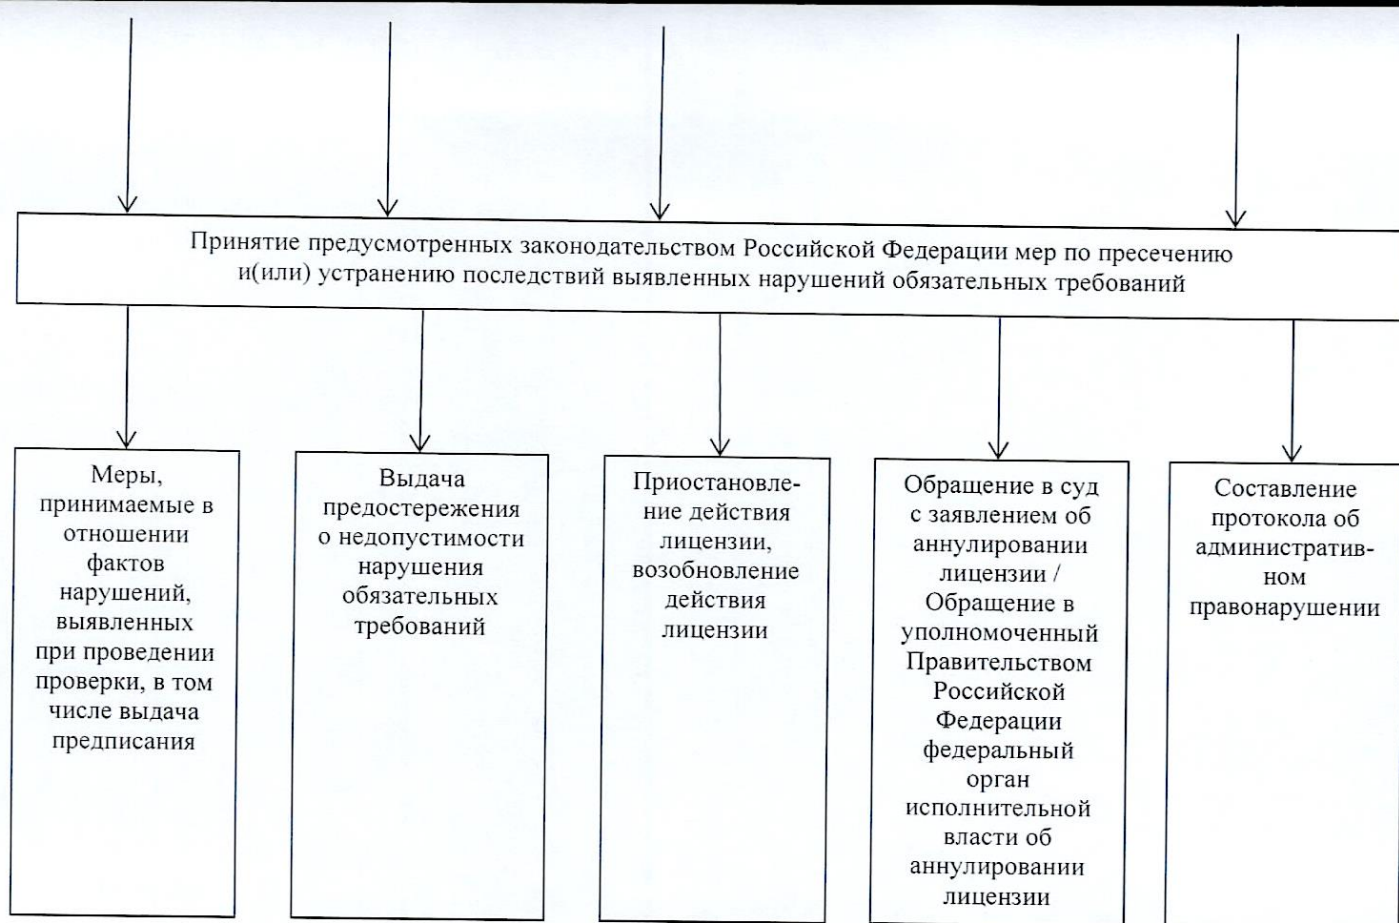 Принятие предусмотренных законодательством Российской Федерации мер по пресечению
и(или) устранению последствий выявленных нарушений обязательных требований
Меры,
принимаемые в
отношении
фактов
нарушений,
выявленных
при проведении
проверки, в том
числе выдача
предписания
Выдача
предостережения
о недопустимости
нарушения
обязательных
требований
Приостановле-
ние действия
лицензии,
возобновление
действия
лицензии
Обращение в суд
с заявлением об
аннулировании
лицензии /
Обращение в
уполномоченный
Правительством
Российской
Федерации
федеральный
орган
исполнительной
власти об
аннулировании
лицензии
Составление
протокола об
административ-
ном
правонарушении